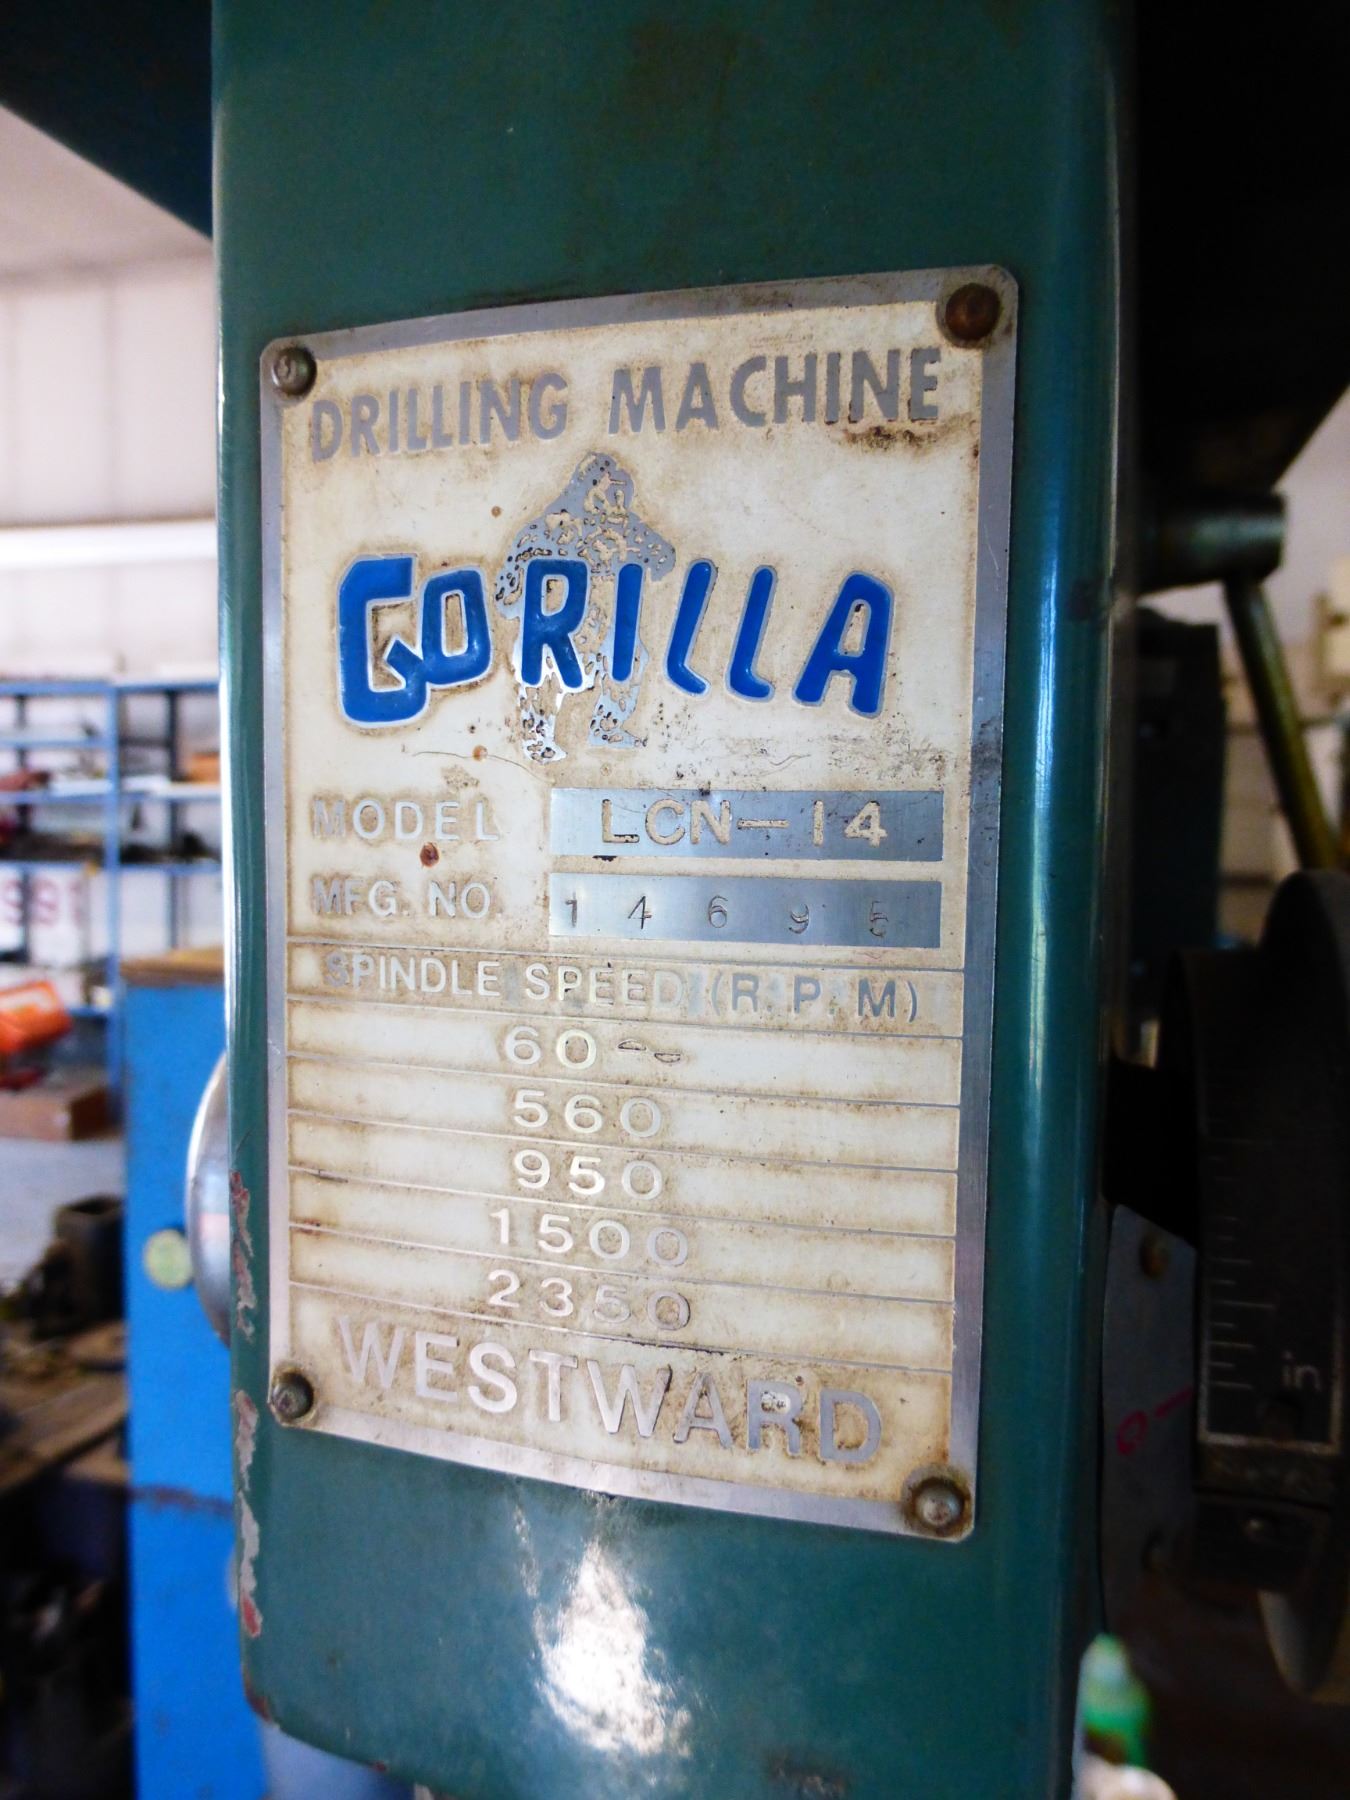 DRILLING MACHINE
GORILLA
MODEL LCN-14
MFG. NO. 14695
SPINDLE SPEED (R.P.M)
560
950
1500
2350
WESTWARD
in